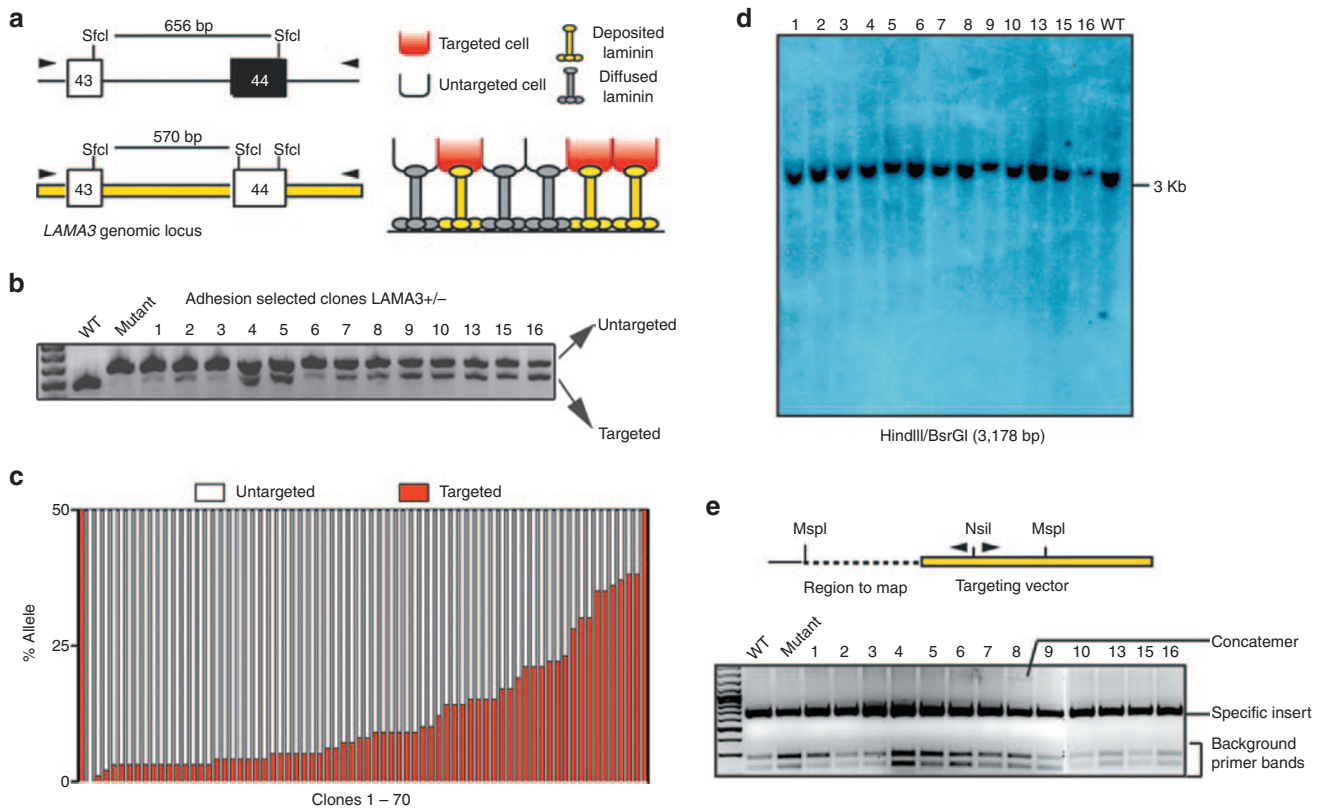 a
656 bp
SfcI SfcI
43
44
570 bp
SfcI SfcI SfcI
43
44
LAMA3 genomic locus
Targeted cell
Untargeted cell
Deposited
laminin
Diffused
laminin
b
Adhesion selected clones LAMA3+/–
WT Mutant 1 2 3 4 5 6 7 8 9 10 13 15 16
Untargeted
Targeted
c
Untargeted Targeted
50
25
0
% Allele
Clones 1 – 70
d
1 2 3 4 5 6 7 8 9 10 13 15 16 WT
3 Kb
HindIII/BsrGI (3,178 bp)
e
MspI NsiI MspI
Region to map Targeting vector
WT Mutant 1 2 3 4 5 6 7 8 9 10 13 15 16
Concatemer
Specific insert
Background
primer bands